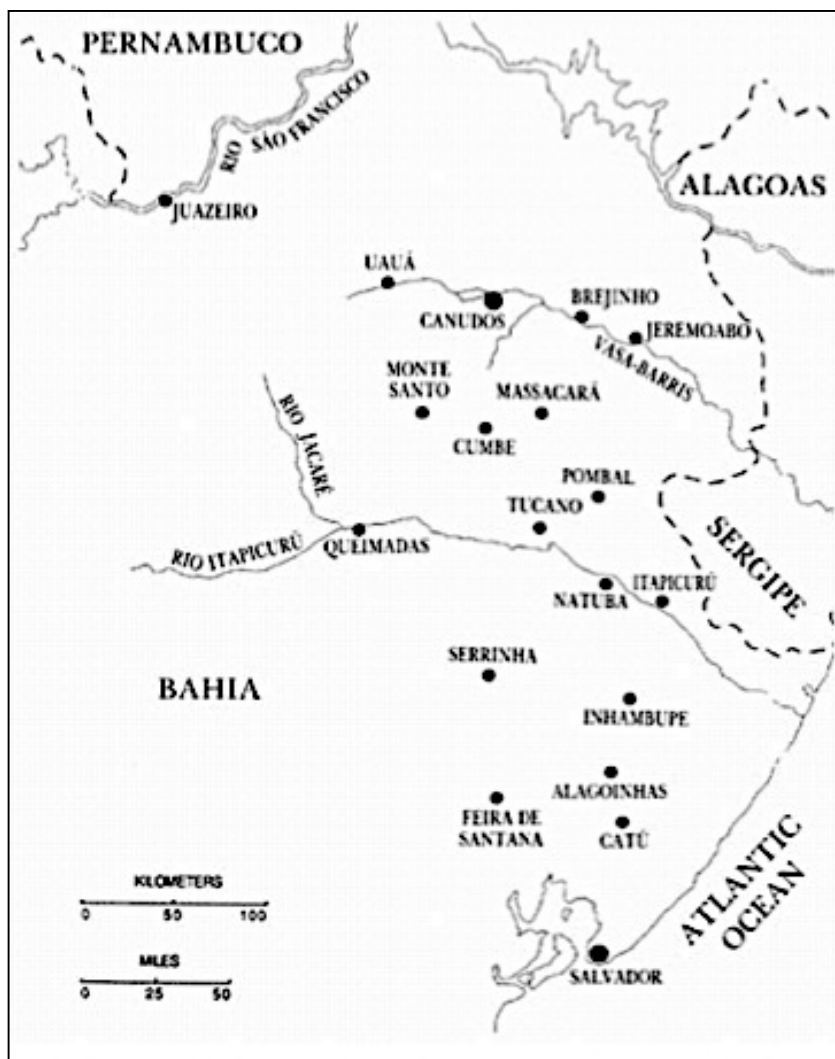 PERNAMBUCO
RIO SÃO FRANCISCO
ALAGOAS
JUAZEIRO
UAUÁ
CANUDOS
BREJINHO
JEREMOABO
VASA-BARRIS
MONTE
SANTO
MASSACARÁ
CUMBE
RIO JACARÉ
POMBAL
TUCANO
RIO ITAPICURÚ
QUEIMADAS
SERGIPE
NATUBA
ITAPICURÚ
SERRINHA
BAHIA
INHAMBUPE
ALAGOINHAS
FEIRA DE
SANTANA
CATÚ
ATLANTIC
OCEAN
KILOMETERS
0 50 100
MILES
0 25 50
SALVADOR